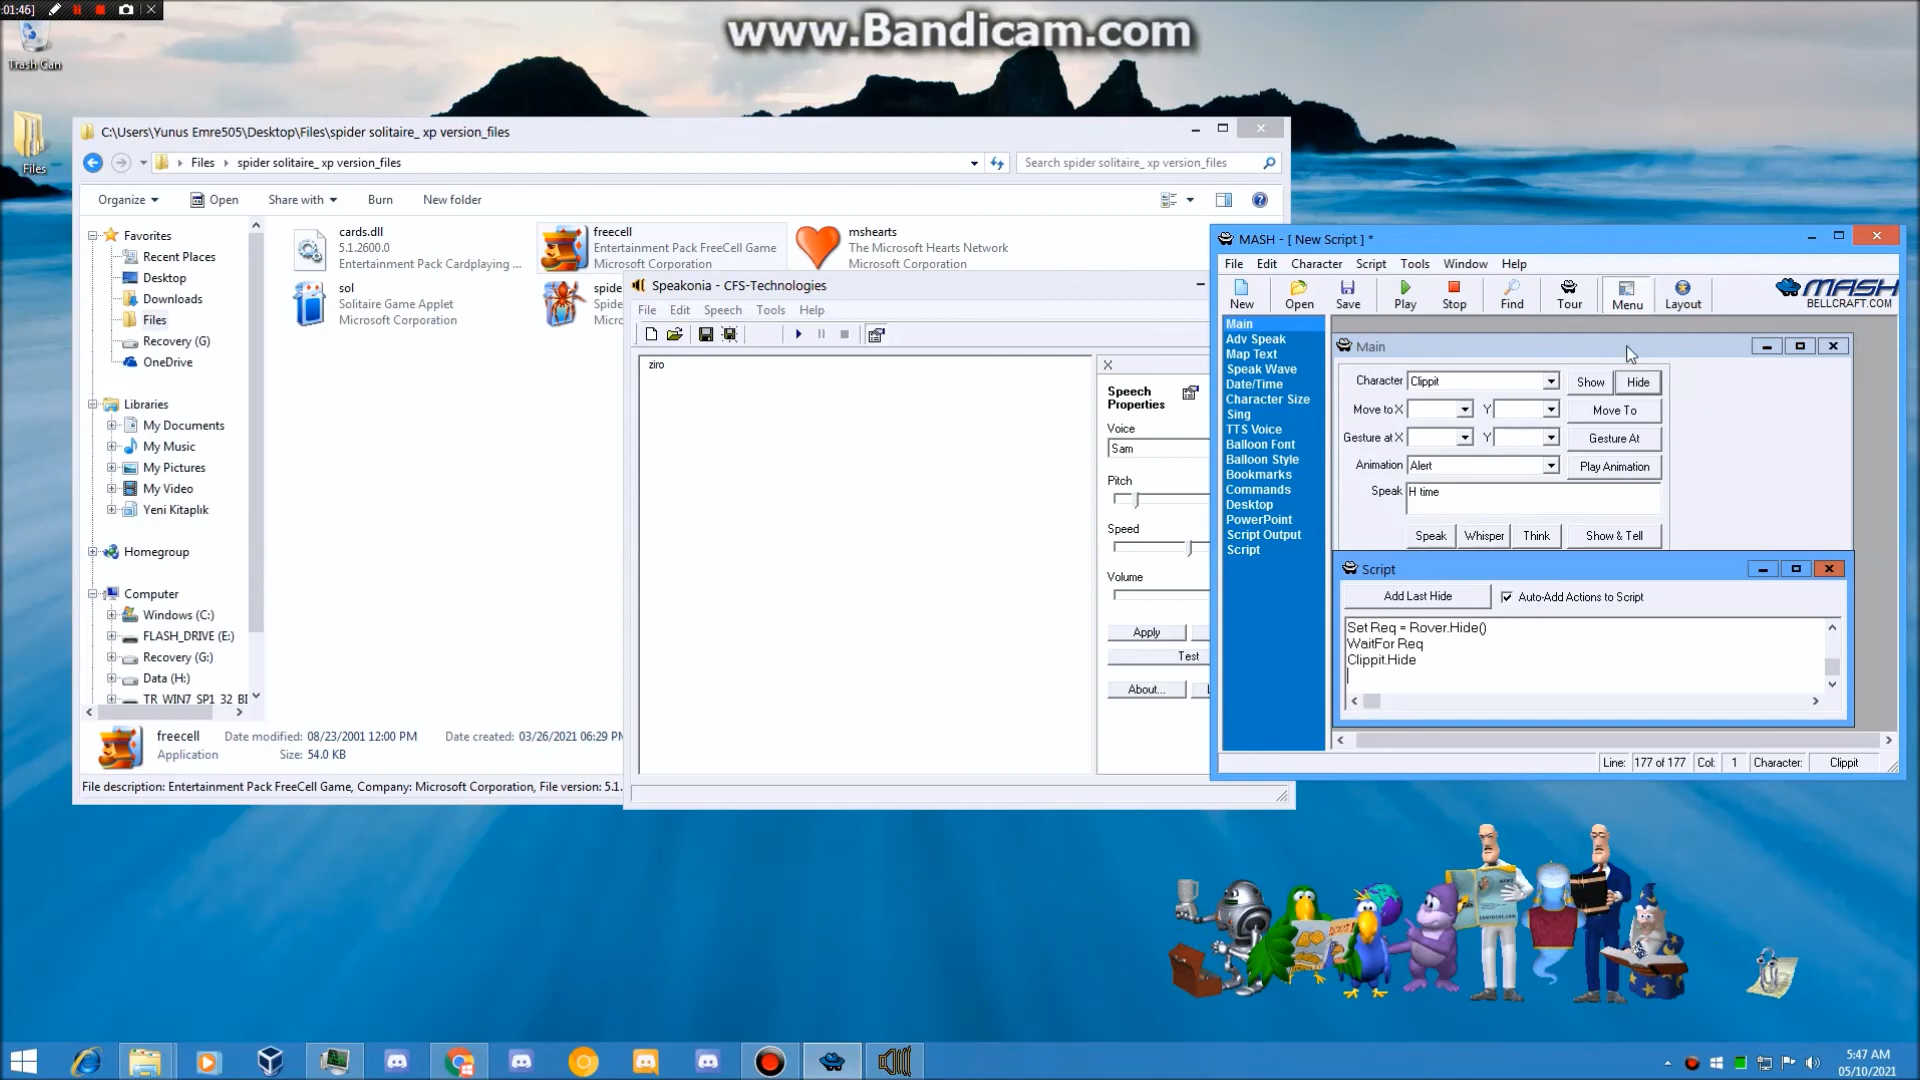 :01:46]
www.Bandicam.com
Trash Can
Files
C:\Users\Yunus Emre505\Desktop\Files\spider solitaire_ xp version_files
Files
spider solitaire_ xp version_files
Search spider solitaire_ xp version_files
Organize
Open
Share with
Burn
New folder
Favorites
Recent Places
Desktop
Downloads
Files
Recovery (G)
OneDrive
Libraries
My Documents
My Music
My Pictures
My Video
Yeni Kitaplık
Homegroup
Computer
Windows (C:)
FLASH_DRIVE (E:)
Recovery (G:)
Data (H:)
TR_WIN7_SP1_32_BI
cards.dll
5.1.2600.0
Entertainment Pack Cardplaying ...
freecell
Entertainment Pack FreeCell Game
Microsoft Corporation
mshearts
The Microsoft Hearts Network
Microsoft Corporation
sol
Solitaire Game Applet
Microsoft Corporation
spide
Spide
Micro
freecell
Application
Date modified: 08/23/2001 12:00 PM
Size: 54.0 KB
Date created: 03/26/2021 06:29 PM
File description: Entertainment Pack FreeCell Game, Company: Microsoft Corporation, File version: 5.1.
Speakonia - CFS-Technologies
File
Edit
Speech
Tools
Help
ziro
X
Speech
Properties
Voice
Sam
Pitch
Speed
Volume
Apply
Test
About...
MASH - [ New Script ] *
File
Edit
Character
Script
Tools
Window
Help
New
Open
Save
Play
Stop
Find
Tour
Menu
Layout
MASH
BELLCRAFT.COM
Main
Adv Speak
Map Text
Speak Wave
Date/Time
Character Size
Sing
TTS Voice
Balloon Font
Balloon Style
Bookmarks
Commands
Desktop
PowerPoint
Script Output
Script
Main
Character
Clippit
Show
Hide
Move to X
Y
Move To
Gesture at X
Y
Gesture At
Animation
Alert
Play Animation
Speak
H time
Speak
Whisper
Think
Show & Tell
Script
Add Last Hide
Auto-Add Actions to Script
Set Req = Rover.Hide()
WaitFor Req
Clippit.Hide
Line:
177 of 177
Col:
1
Character:
Clippit
5:47 AM
05/10/2021